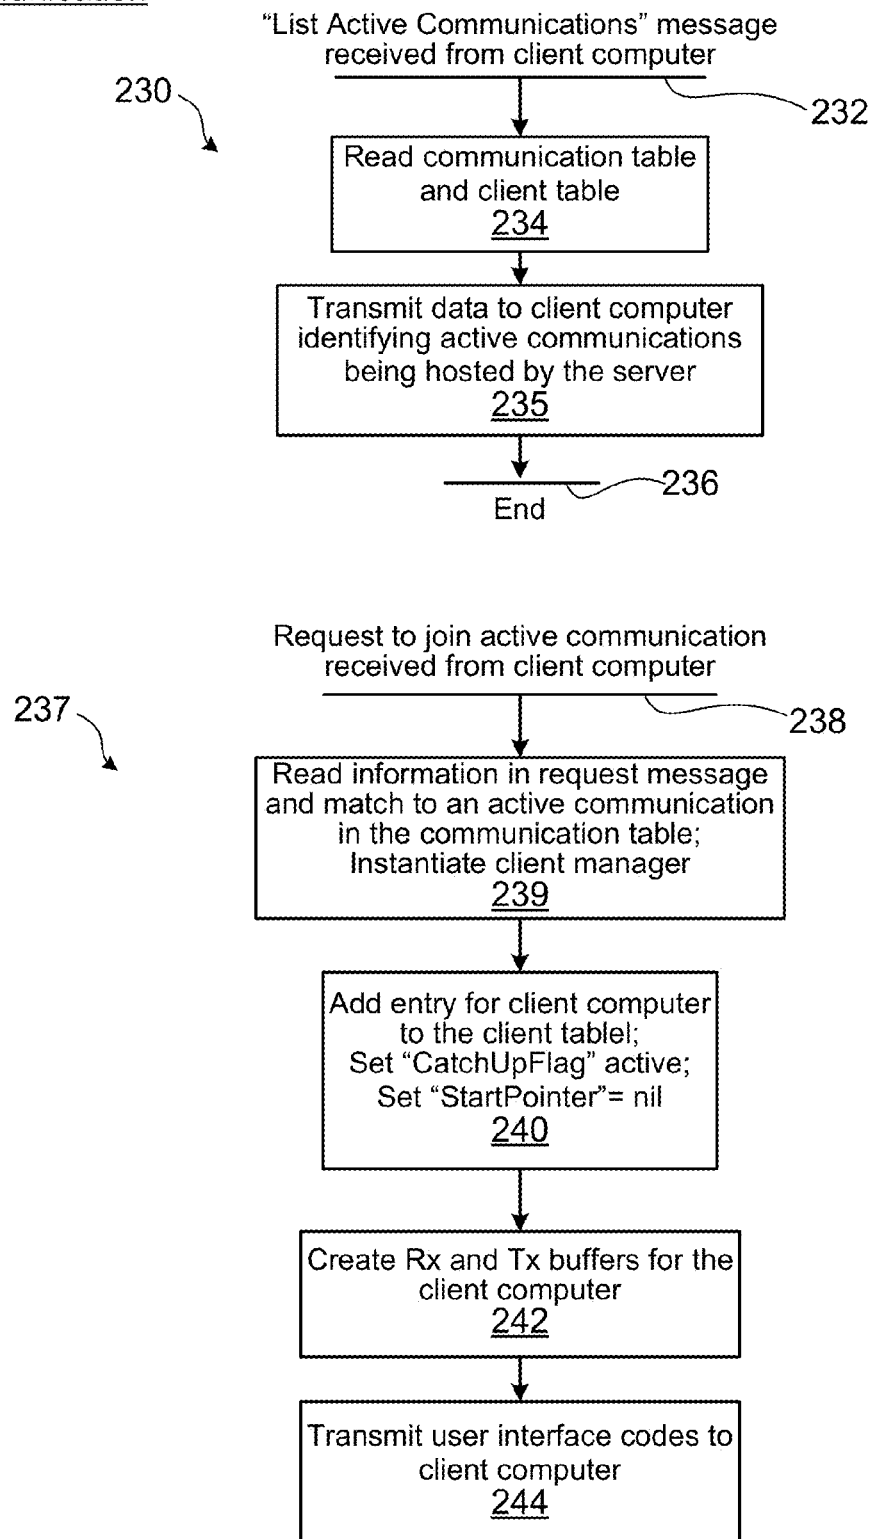 “List Active Communications” message
received from client computer
230
232
Read communication table
and client table
234
Transmit data to client computer
identifying active communications
being hosted by the server
235
236
End
Request to join active communication
received from client computer
237
238
Read information in request message
and match to an active communication
in the communication table;
Instantiate client manager
239
Add entry for client computer
to the client tablel;
Set “CatchUpFlag” active;
Set “StartPointer”= nil
240
Create Rx and Tx buffers for the
client computer
242
Transmit user interface codes to
client computer
244